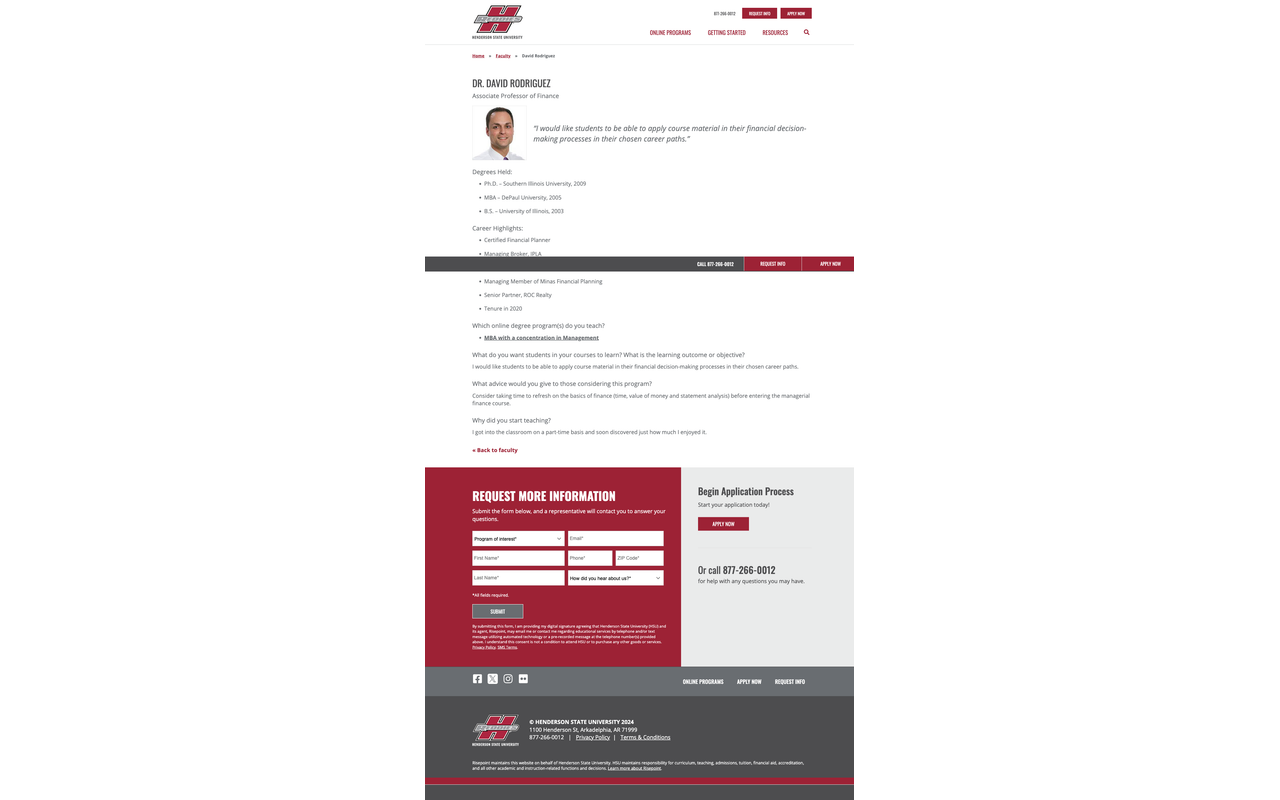 877-266-0012 REQUEST INFO APPLY NOW
HENDERSON STATE UNIVERSITY
ONLINE PROGRAMS GETTING STARTED RESOURCES
Home » Faculty » David Rodriguez
DR. DAVID RODRIGUEZ
Associate Professor of Finance
"I would like students to be able to apply course material in their financial decision-
making processes in their chosen career paths."
Degrees Held:
• Ph.D. – Southern Illinois University, 2009
• MBA – DePaul University, 2005
• B.S. – University of Illinois, 2003
Career Highlights:
• Certified Financial Planner
• Managing Broker, IPLA
CALL 877-266-0012 REQUEST INFO APPLY NOW
• Managing Member of Minas Financial Planning
• Senior Partner, ROC Realty
• Tenure in 2020
Which online degree program(s) do you teach?
• MBA with a concentration in Management
What do you want students in your courses to learn? What is the learning outcome or objective?
I would like students to be able to apply course material in their financial decision-making processes in their chosen career paths.
What advice would you give to those considering this program?
Consider taking time to refresh on the basics of finance (time, value of money and statement analysis) before entering the managerial
finance course.
Why did you start teaching?
I got into the classroom on a part-time basis and soon discovered just how much I enjoyed it.
« Back to faculty
REQUEST MORE INFORMATION
Submit the form below, and a representative will contact you to answer your
questions.
Program of interest* Email*
First Name* Phone* ZIP Code*
Last Name* How did you hear about us?*
*All fields required.
SUBMIT
By submitting this form, I am providing my digital signature agreeing that Henderson State University (HSU) and
its agent, Risepoint, may email me or contact me regarding educational services by telephone and/or text
message utilizing automated technology or a pre-recorded message at the telephone number(s) provided
above. I understand this consent is not a condition to attend HSU or to purchase any other goods or services.
Privacy Policy. SMS Terms.
Begin Application Process
Start your application today!
APPLY NOW
Or call 877-266-0012
for help with any questions you may have.
ONLINE PROGRAMS APPLY NOW REQUEST INFO
HENDERSON STATE UNIVERSITY
© HENDERSON STATE UNIVERSITY 2024
1100 Henderson St, Arkadelphia, AR 71999
877-266-0012 | Privacy Policy | Terms & Conditions
Risepoint maintains this website on behalf of Henderson State University. HSU maintains responsibility for curriculum, teaching, admissions, tuition, financial aid, accreditation,
and all other academic and instruction-related functions and decisions. Learn more about Risepoint.